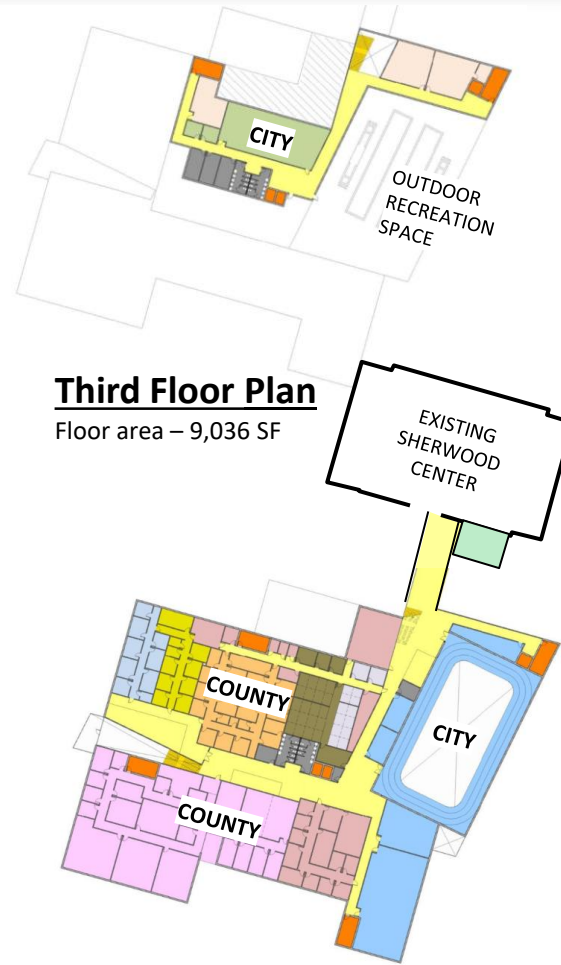 CITY
OUTDOOR
RECREATION
SPACE
Third Floor Plan
Floor area – 9,036 SF
EXISTING
SHERWOOD
CENTER
COUNTY
CITY
COUNTY